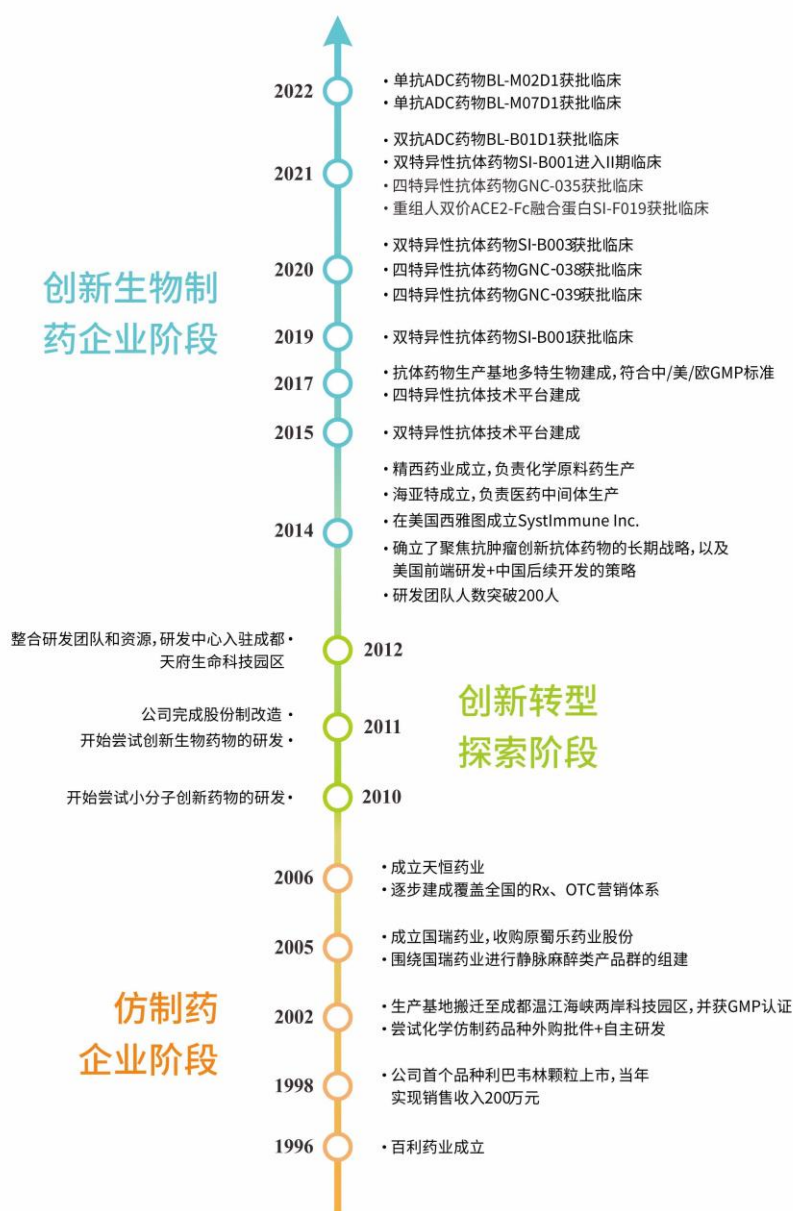 2022
• 单抗ADC药物BL-M02D1获批临床
• 单抗ADC药物BL-M07D1获批临床
2021
• 双抗ADC药物BL-B01D1获批临床
• 双特异性抗体药物SI-B001进入II期临床
• 四特异性抗体药物GNC-035获批临床
• 重组人双价ACE2-Fc融合蛋白SI-F019获批临床
创新生物制
药企业阶段
2020
• 双特异性抗体药物SI-B003获批临床
• 四特异性抗体药物GNC-038获批临床
• 四特异性抗体药物GNC-039获批临床
2019
• 双特异性抗体药物SI-B001获批临床
2017
• 抗体药物生产基地多特生物建成,符合中/美/欧GMP标准
• 四特异性抗体技术平台建成
2015
• 双特异性抗体技术平台建成
2014
• 精西药业成立,负责化学原料药生产
• 海亚特成立,负责医药中间体生产
• 在美国西雅图成立SystImmune Inc.
• 确立了聚焦抗肿瘤创新抗体药物的长期战略,以及
美国前端研发+中国后续开发的策略
• 研发团队人数突破200人
整合研发团队和资源,研发中心入驻成都 •
天府生命科技园区
2012
创新转型
探索阶段
公司完成股份制改造 •
开始尝试创新生物药物的研发 •
2011
开始尝试小分子创新药物的研发 •
2010
2006
• 成立天恒药业
• 逐步建成覆盖全国的Rx、OTC营销体系
2005
• 成立国瑞药业,收购原蜀乐药业股份
• 围绕国瑞药业进行静脉麻醉类产品群的组建
仿制药
企业阶段
2002
• 生产基地搬迁至成都温江海峡两岸科技园区,并获GMP认证
• 尝试化学仿制药品种外购批件+自主研发
1998
• 公司首个品种利巴韦林颗粒上市,当年
实现销售收入200万元
1996
• 百利药业成立